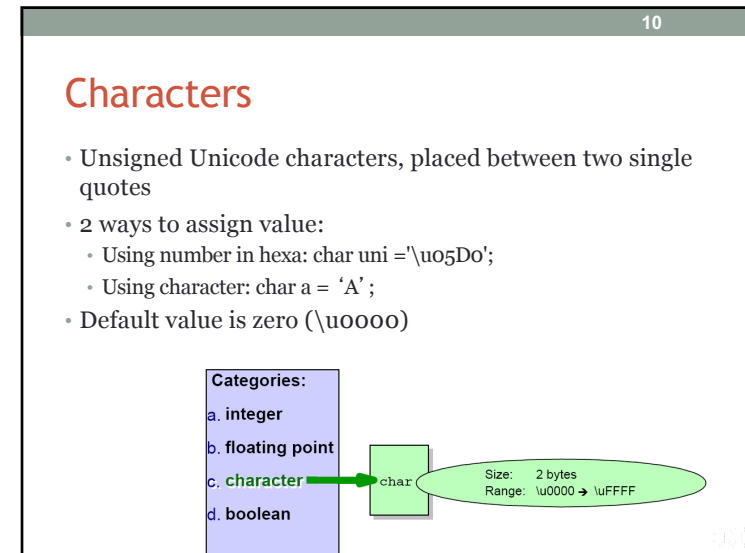 10
Characters
• Unsigned Unicode characters, placed between two single
quotes
• 2 ways to assign value:
• Using number in hexa: char uni ='\u05D0';
• Using character: char a = ‘A’ ;
• Default value is zero (\u0000)
Categories:
a. integer
b. floating point
c. character
d. boolean
char
Size: 2 bytes
Range: \u0000 → \uFFFF